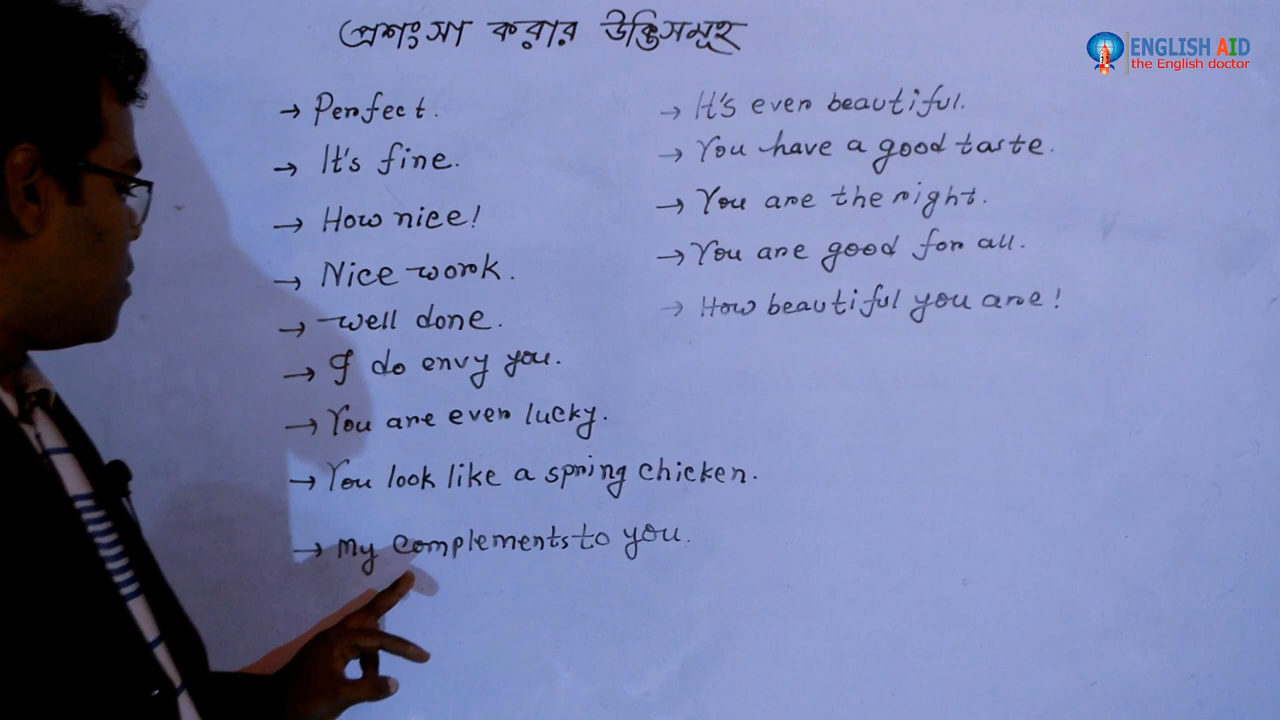 প্রশংসা করার উক্তিসমূহ
ENGLISH AID
the English doctor
→ Perfect.
→ It's fine.
→ How nice!
→ Nice work.
→ well done.
→ I do envy you.
→ You are ever lucky.
→ You look like a spring chicken.
→ My complements to you.
→ It's ever beautiful.
→ You have a good taste.
→ You are the right.
→ You are good for all.
→ How beautiful you are!